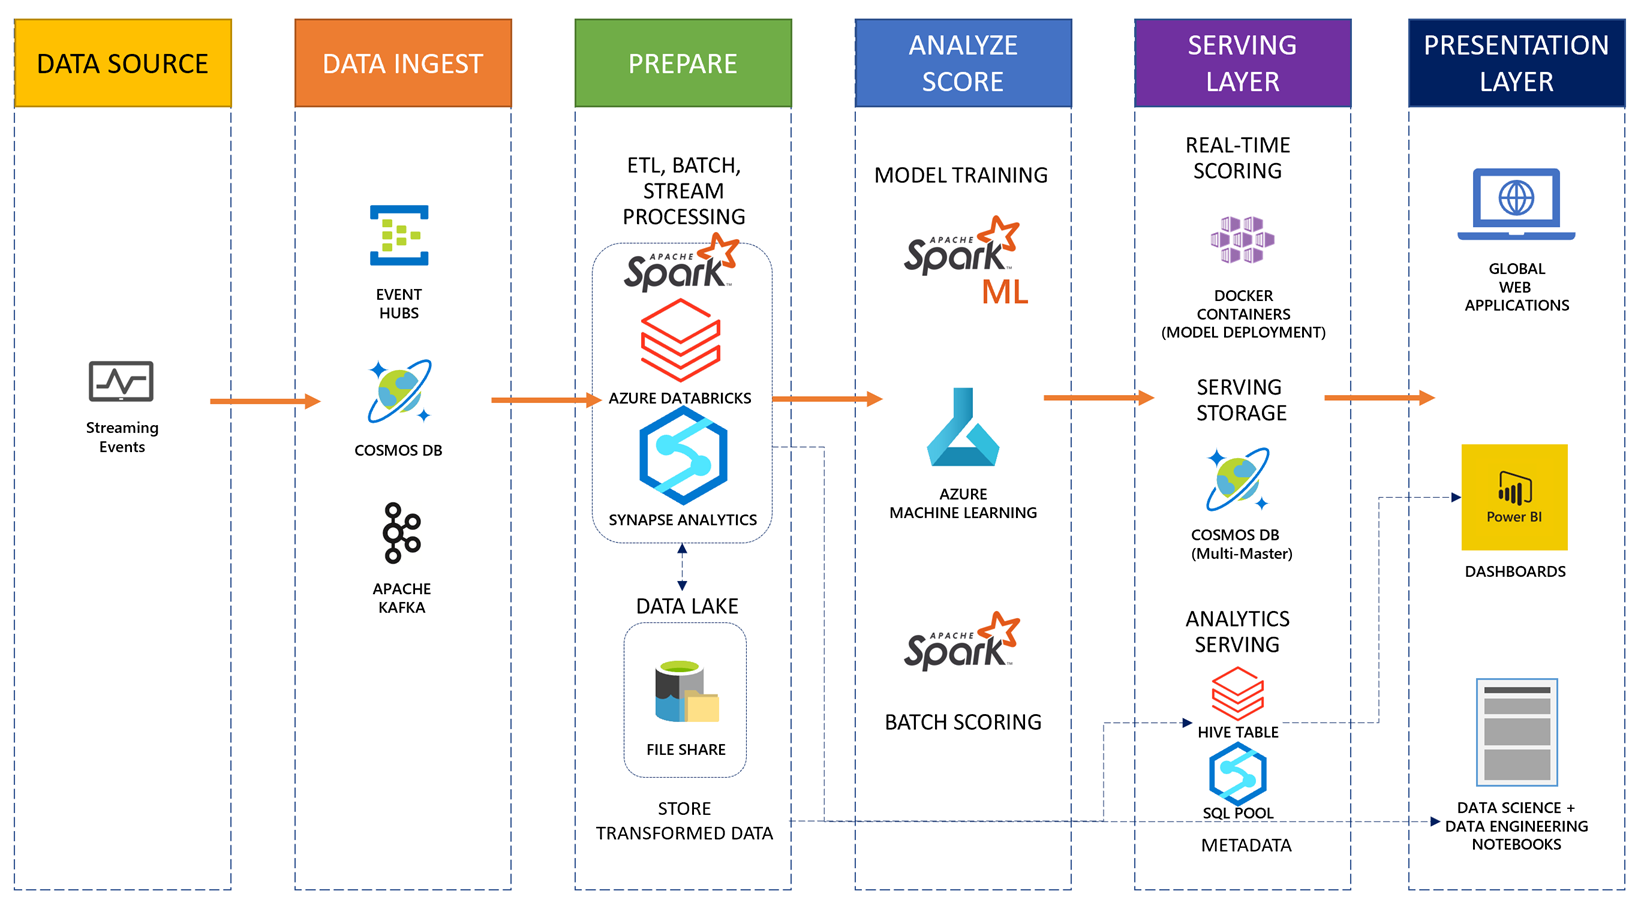 DATA SOURCE
Streaming
Events
DATA INGEST
EVENT
HUBS
COSMOS DB
APACHE
KAFKA
PREPARE
ETL, BATCH,
STREAM
PROCESSING
APACHE
Spark™
AZURE DATABRICKS
SYNAPSE ANALYTICS
DATA LAKE
FILE SHARE
STORE
TRANSFORMED DATA
ANALYZE
SCORE
MODEL TRAINING
APACHE
Spark™
ML
AZURE
MACHINE LEARNING
APACHE
Spark™
BATCH SCORING
SERVING
LAYER
REAL-TIME
SCORING
DOCKER
CONTAINERS
(MODEL DEPLOYMENT)
SERVING
STORAGE
COSMOS DB
(Multi-Master)
ANALYTICS
SERVING
HIVE TABLE
SQL POOL
METADATA
PRESENTATION
LAYER
GLOBAL
WEB
APPLICATIONS
Power BI
DASHBOARDS
DATA SCIENCE +
DATA ENGINEERING
NOTEBOOKS